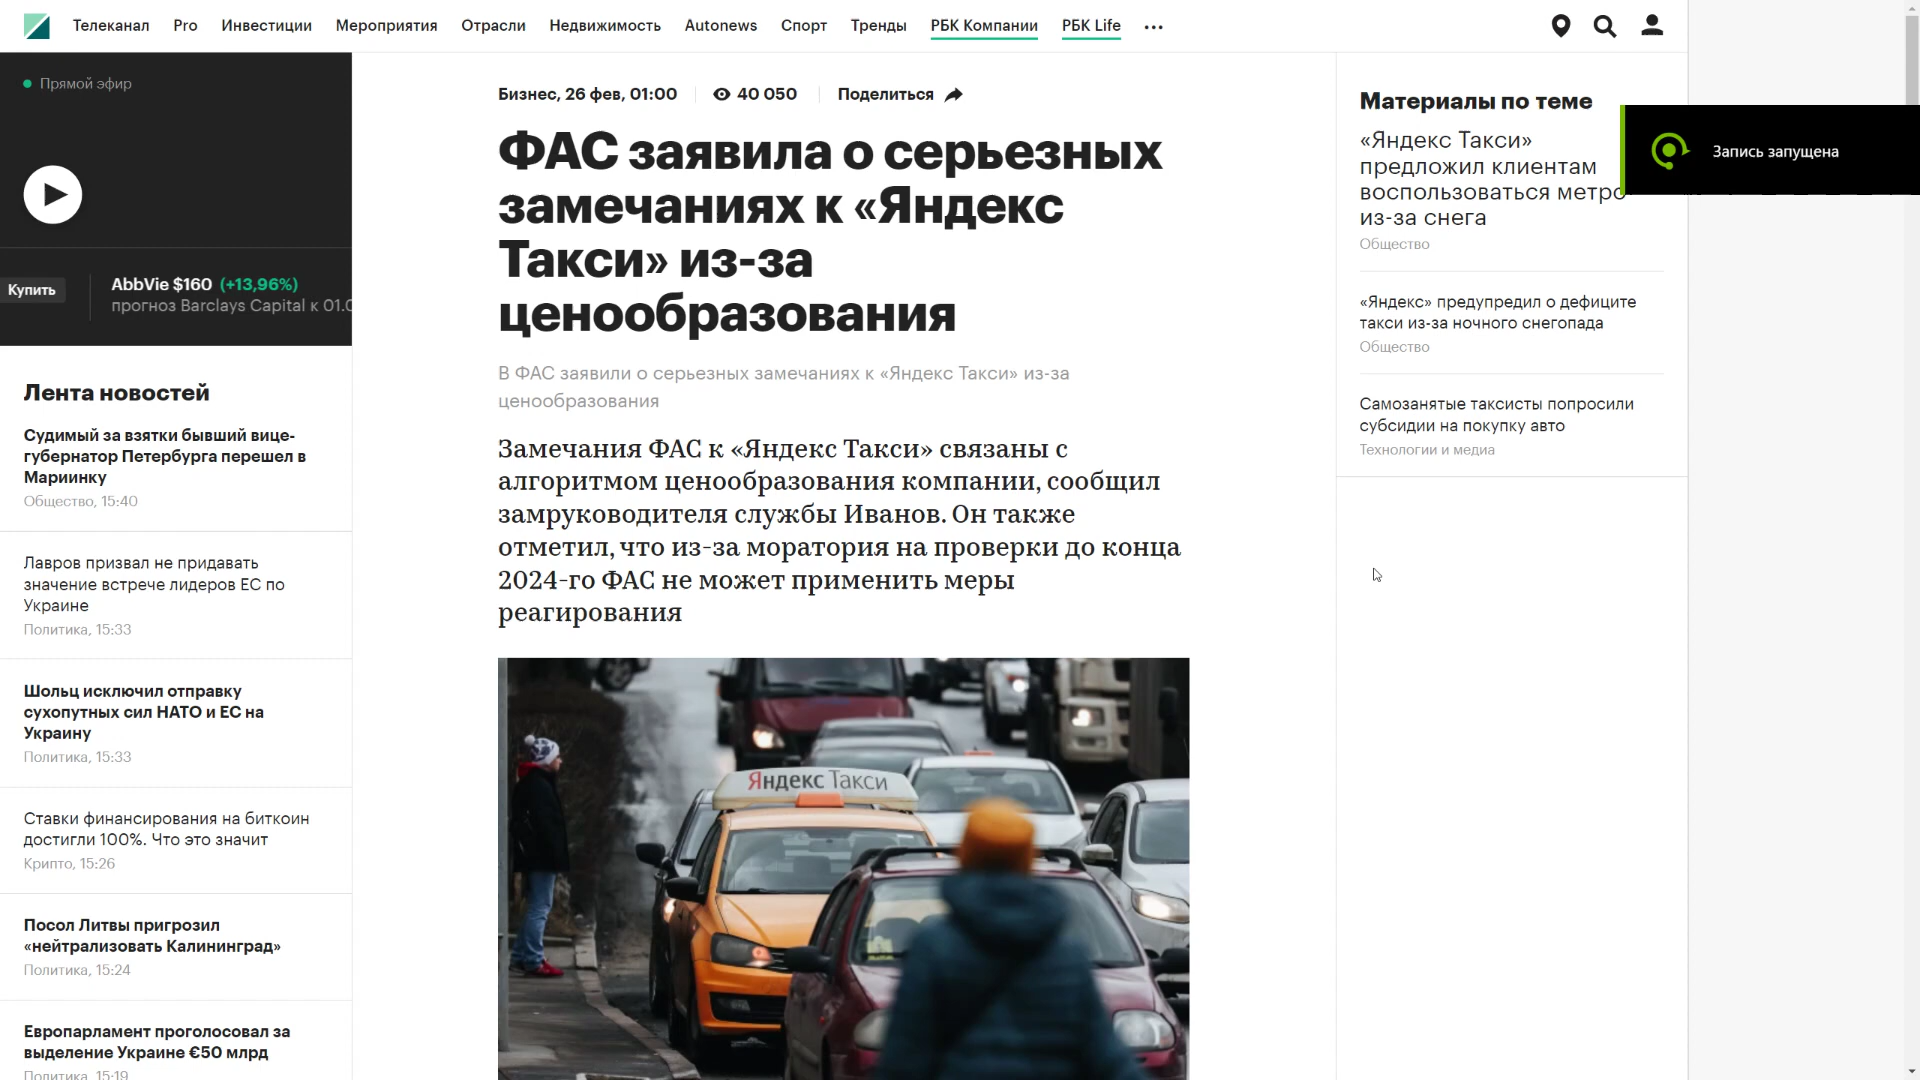 Телеканал Pro Инвестиции Мероприятия Отрасли Недвижимость Autonews Спорт Тренды РБК Компании РБК Life
Прямой эфир
Купить
AbbVie $160 (+13,96%)
прогноз Barclays Capital к 01.0
Лента новостей
Судимый за взятки бывший вице-
губернатор Петербурга перешел в
Мариинку
Общество, 15:40
Лавров призвал не придавать
значение встрече лидеров ЕС по
Украине
Политика, 15:33
Шольц исключил отправку
сухопутных сил НАТО и ЕС на
Украину
Политика, 15:33
Ставки финансирования на биткоин
достигли 100%. Что это значит
Крипто, 15:26
Посол Литвы пригрозил
«нейтрализовать Калининград»
Политика, 15:24
Европарламент проголосовал за
выделение Украине €50 млрд
Политика, 15:19
Бизнес, 26 фев, 01:00 40 050 Поделиться
ФАС заявила о серьезных
замечаниях к «Яндекс
Такси» из-за
ценообразования
В ФАС заявили о серьезных замечаниях к «Яндекс Такси» из-за
ценообразования
Замечания ФАС к «Яндекс Такси» связаны с
алгоритмом ценообразования компании, сообщил
замруководителя службы Иванов. Он также
отметил, что из-за моратория на проверки до конца
2024-го ФАС не может применить меры
реагирования
Яндекс Такси
Материалы по теме
«Яндекс Такси»
предложил клиентам
воспользоваться метро
из-за снега
Общество
«Яндекс» предупредил о дефиците
такси из-за ночного снегопада
Общество
Самозанятые таксисты попросили
субсидии на покупку авто
Технологии и медиа
Запись запущена